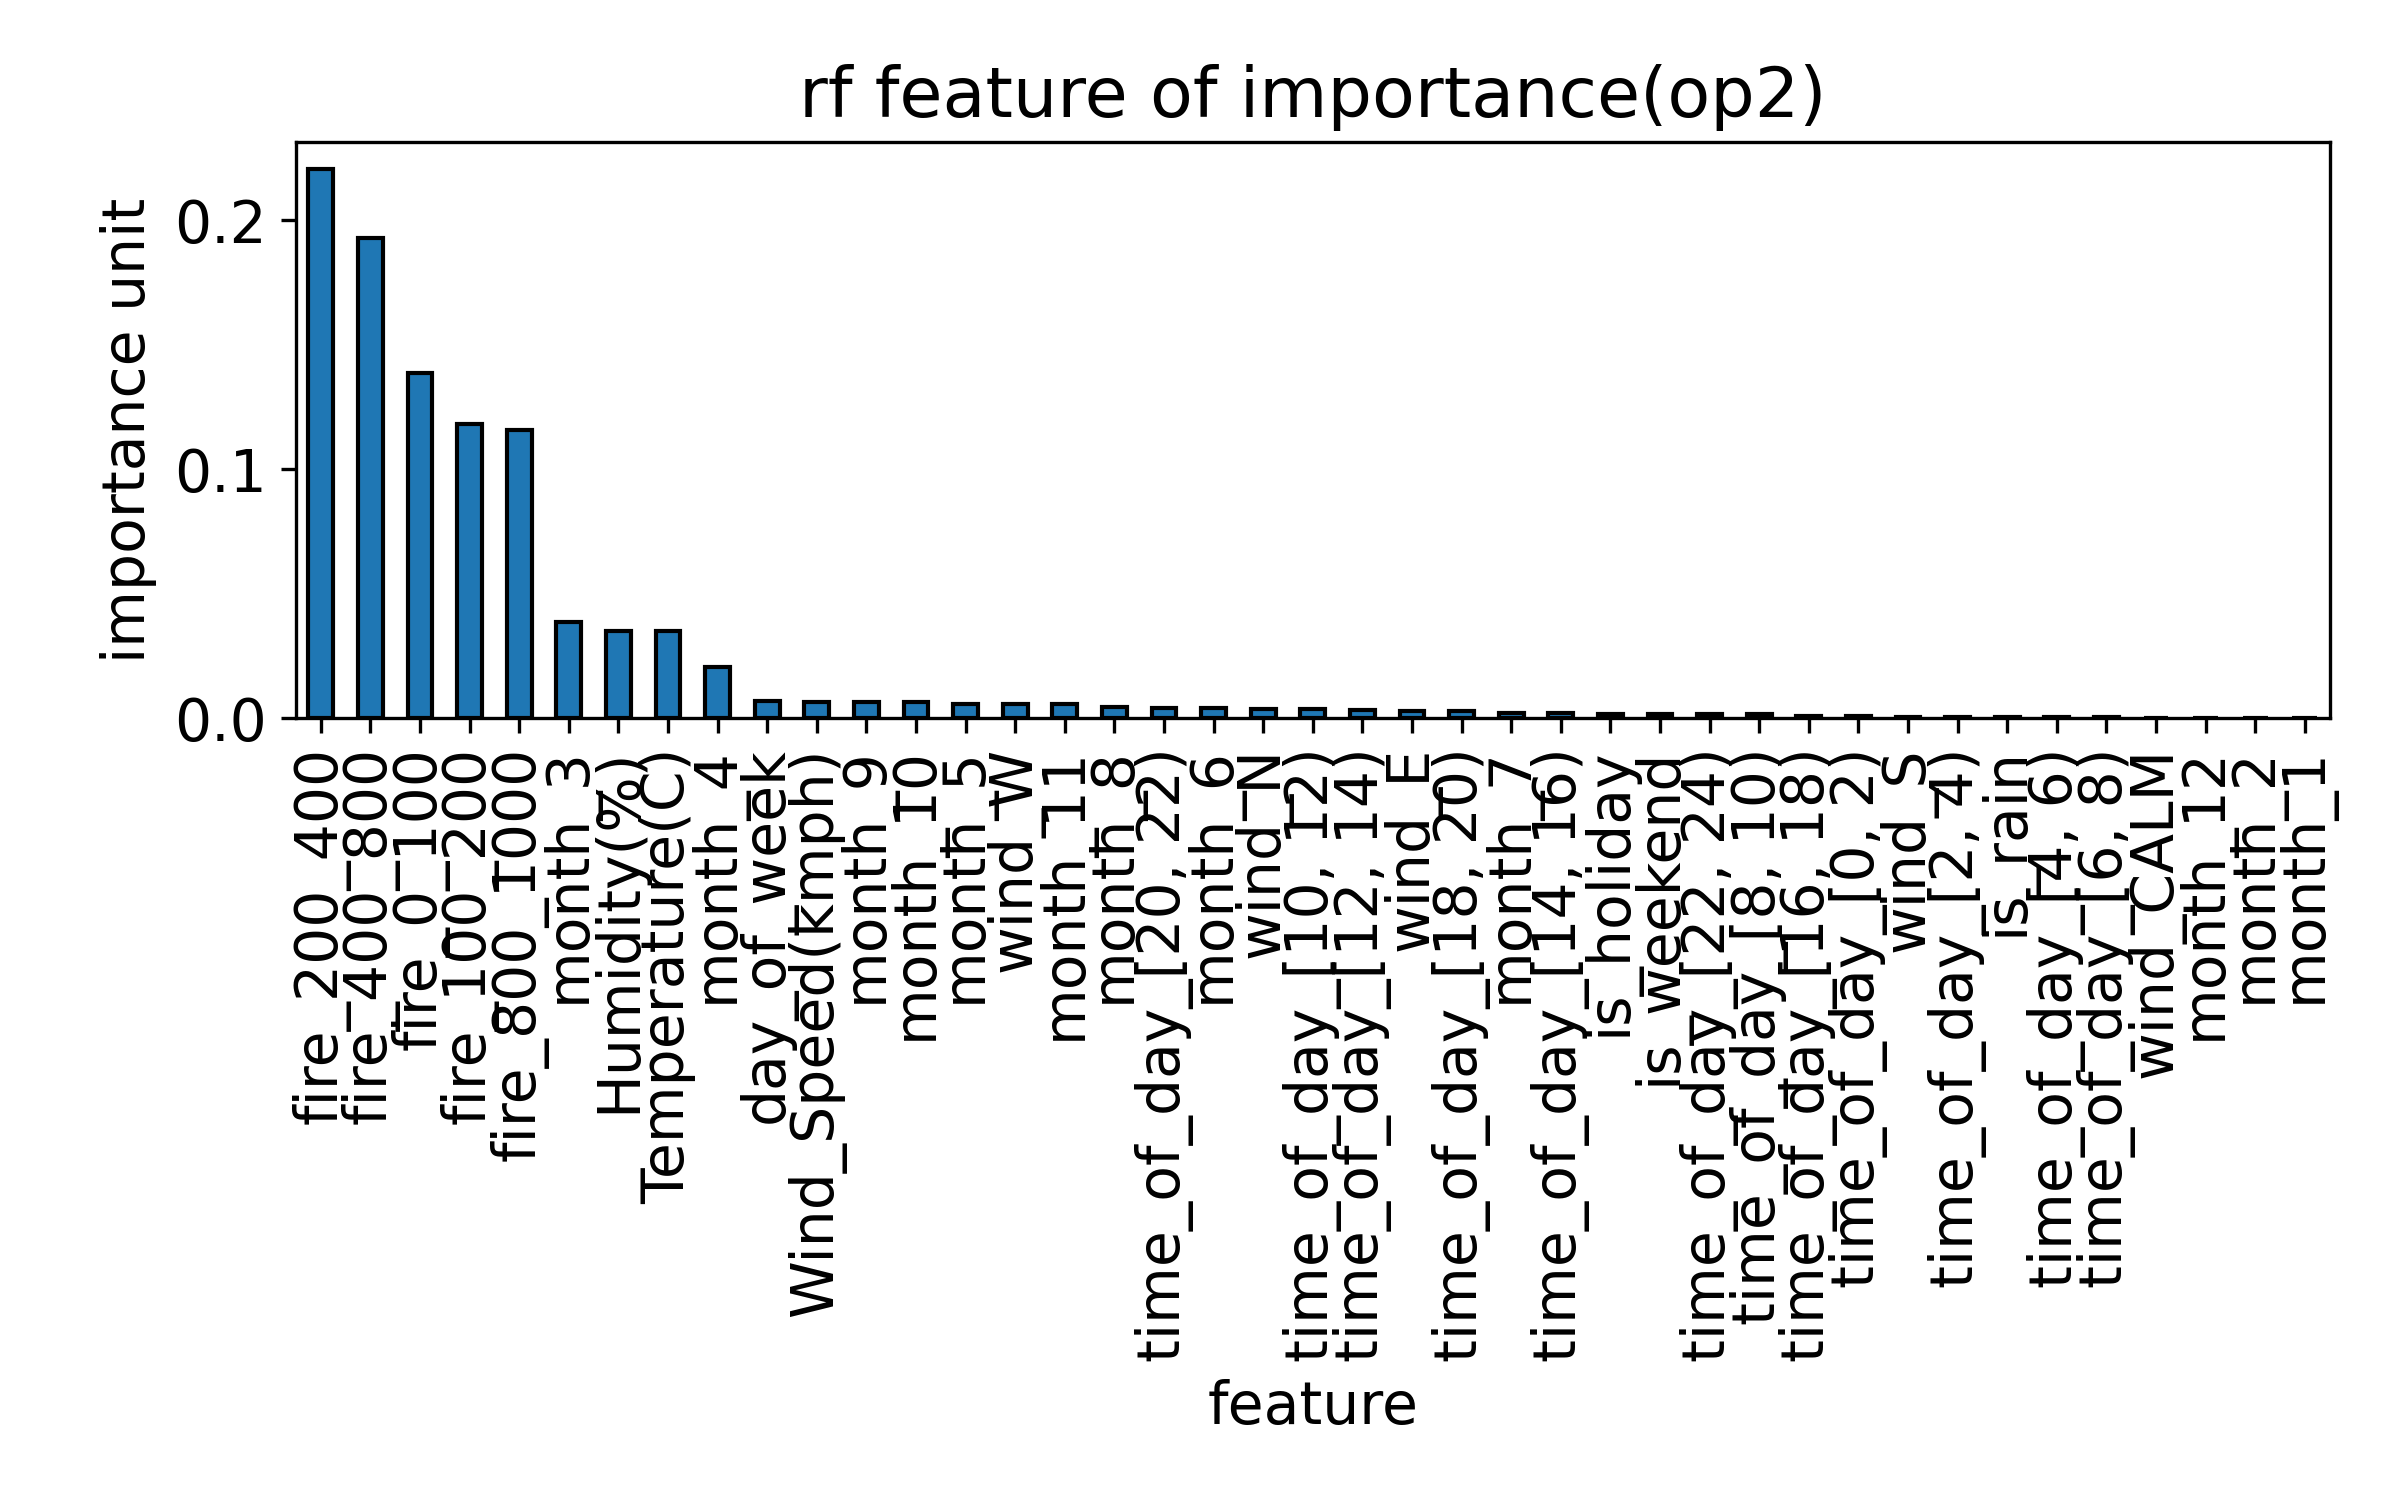 rf feature of importance(op2)
importance unit
0.2
0.1
0.0
fire_200_400
fire_400_800
fire_0_100
fire_100_200
fire_800_1000
month_3
Humidity(%)
Temperature(C)
month_4
day_of_week
Wind_Speed(kmph)
month_9
month_10
month_5
wind_W
month_11
month_8
time_of_day_[20, 22)
month_6
wind_N
time_of_day_[10, 12)
time_of_day_[12, 14)
wind_E
time_of_day_[18, 20)
month_7
time_of_day_[14, 16)
is_holiday
is_weekend
time_of_day_[22, 24)
time_of_day_[8, 10)
time_of_day_[16, 18)
time_of_day_[0, 2)
wind_S
time_of_day_[2, 4)
is_rain
time_of_day_[4, 6)
time_of_day_[6, 8)
wind_CALM
month_12
month_2
month_1
feature